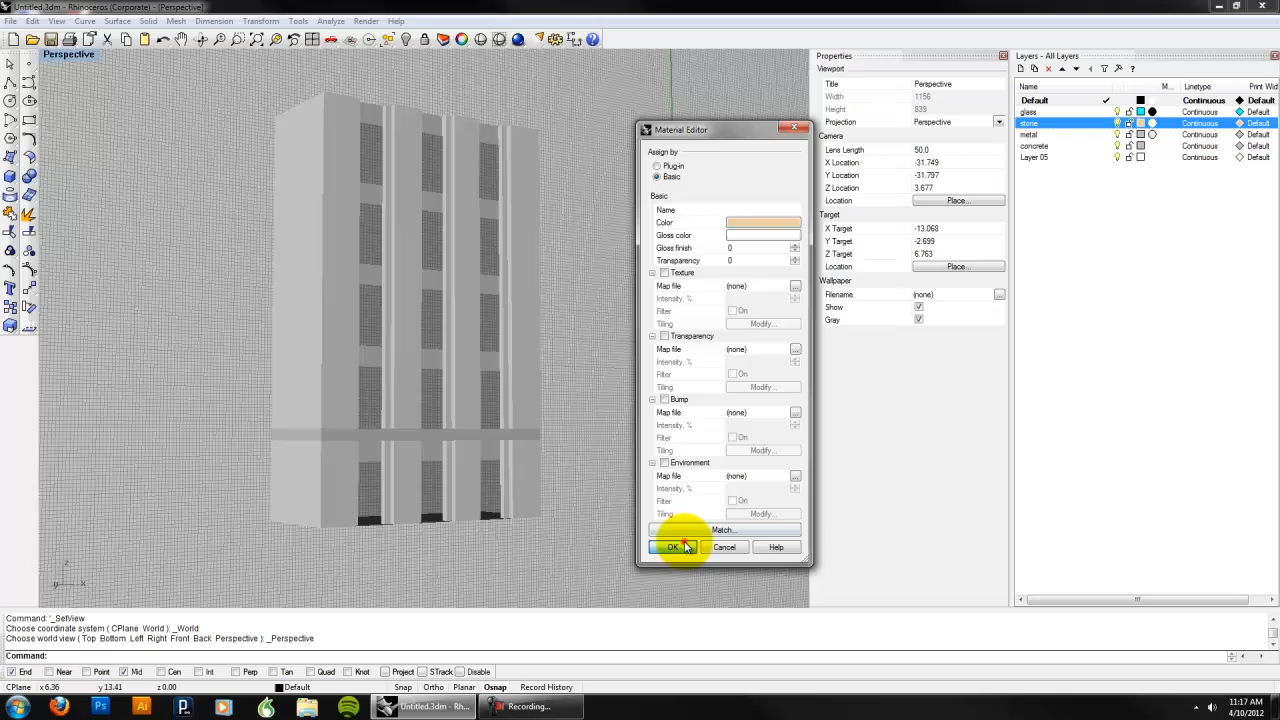 Untitled.3dm - Rhinoceros (Corporate) - [Perspective]
File Edit View Curve Surface Solid Mesh Transform Dimension Tools Analyze Render Help
Perspective
Properties
Viewport
Title Perspective
Width 1156
Height 839
Projection Perspective
Camera
Lens Length 50.0
X Location -31.749
Y Location -31.797
Z Location 3.677
Location Place...
Target
X Target -13.068
Y Target -2.699
Z Target 6.763
Location Place...
Wallpaper
Filename (none)
Show
Gray
Layers - All Layers
Name M... Linetype Print Wid
Default Continuous Default
glass Continuous Default
stone Continuous Default
metal Continuous Default
concrete Continuous Default
Layer 05 Continuous Default
Material Editor
Assign by
Plug-in
Basic
Basic
Name
Color
Gloss color
Gloss finish 0
Transparency 0
Texture
Map file (none) ...
Intensity, %
Filter On
Tiling Modify...
Transparency
Map file (none) ...
Intensity, %
Filter On
Tiling Modify...
Bump
Map file (none) ...
Intensity, %
Filter On
Tiling Modify...
Environment
Map file (none) ...
Intensity, %
Filter On
Tiling Modify...
Match...
OK Cancel Help
z
y x
Command: '_SetView
Choose coordinate system ( CPlane World ): _World
Choose world view ( Top Bottom Left Right Front Back Perspective ): _Perspective
Command:
End Near Point Mid Cen Int Perp Tan Quad Knot Project STrack Disable
CPlane x 6.36 y 13.41 z 0.00 Default Snap Ortho Planar Osnap Record History
Ps Ai p Untitled.3dm - Rh... Recording... 11:17 AM
4/10/2012